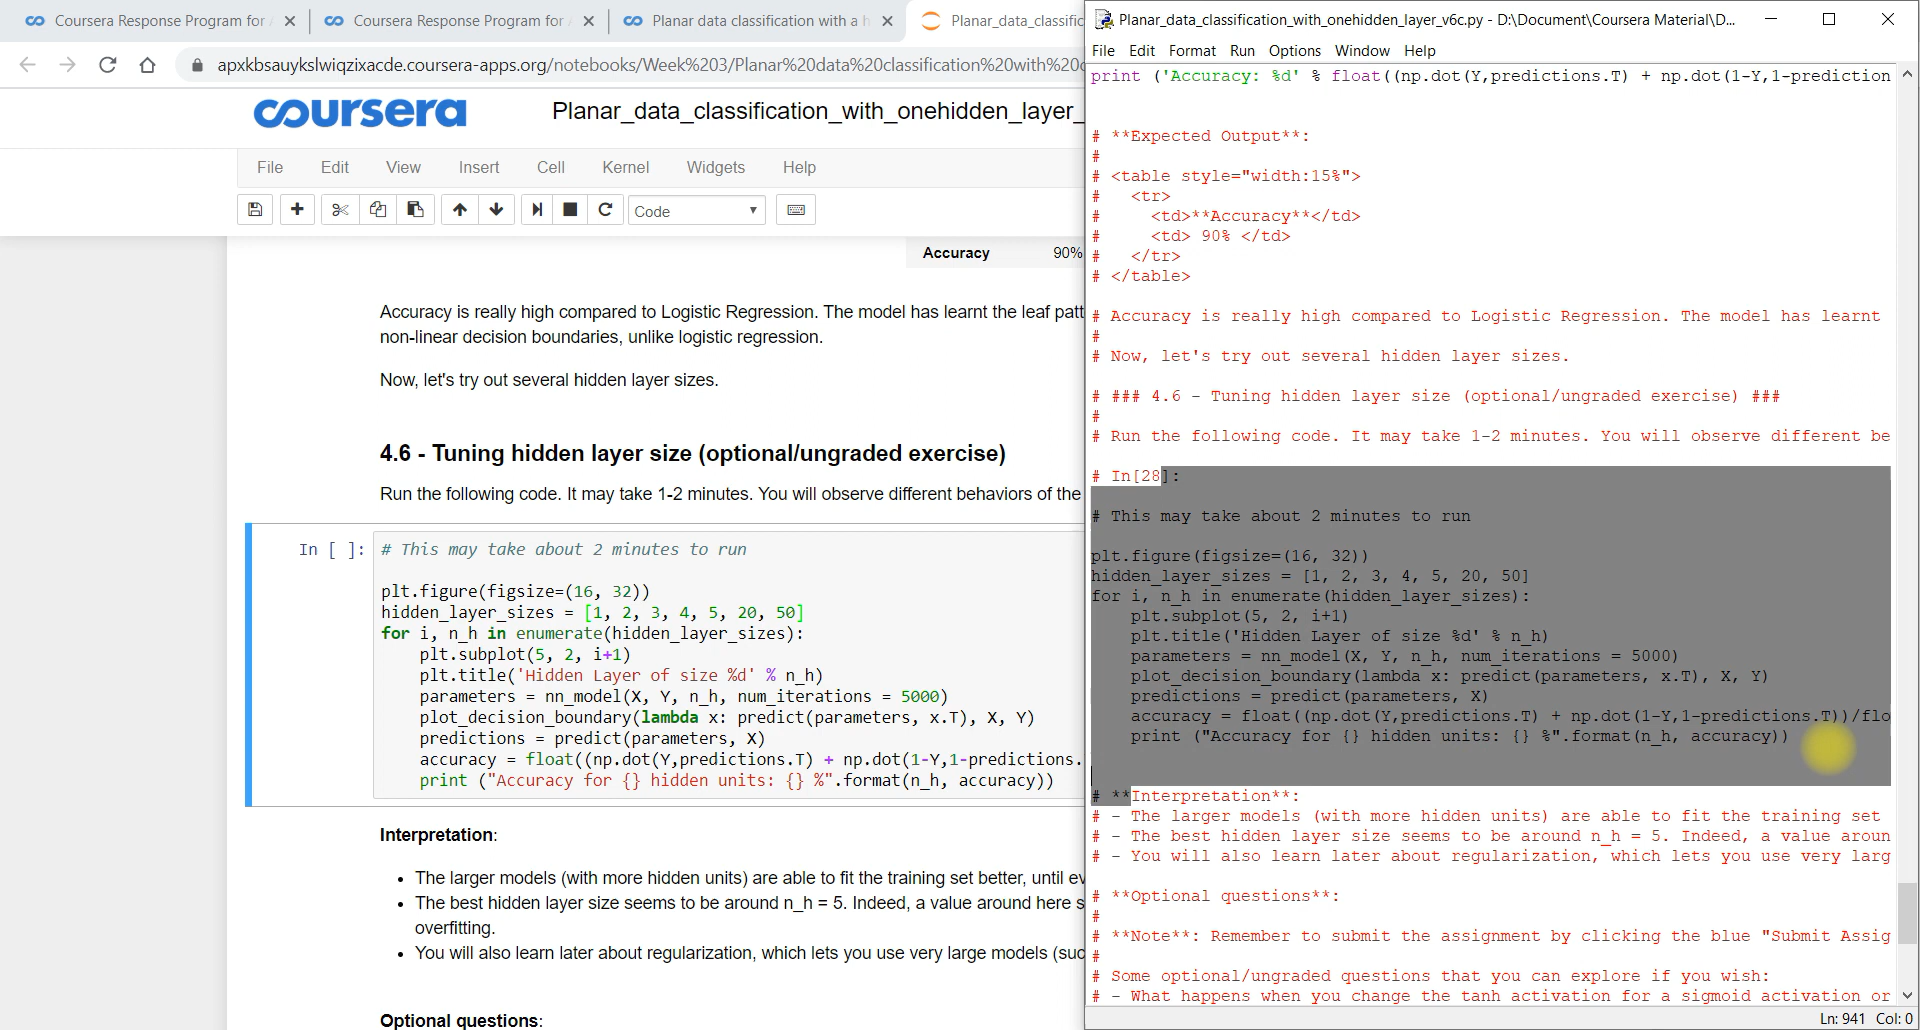 Coursera Response Program for
Coursera Response Program for
Planar data classification with a h
Planar_data_classific
apxkbsauykslwiqzixacde.coursera-apps.org/notebooks/Week%203/Planar%20data%20classification%20with%20
coursera
Planar_data_classification_with_onehidden_layer_
File Edit View Insert Cell Kernel Widgets Help
Code
Accuracy 90%
Accuracy is really high compared to Logistic Regression. The model has learnt the leaf patt
non-linear decision boundaries, unlike logistic regression.
Now, let's try out several hidden layer sizes.
4.6 - Tuning hidden layer size (optional/ungraded exercise)
Run the following code. It may take 1-2 minutes. You will observe different behaviors of the
In [ ]: # This may take about 2 minutes to run
plt.figure(figsize=(16, 32))
hidden_layer_sizes = [1, 2, 3, 4, 5, 20, 50]
for i, n_h in enumerate(hidden_layer_sizes):
    plt.subplot(5, 2, i+1)
    plt.title('Hidden Layer of size %d' % n_h)
    parameters = nn_model(X, Y, n_h, num_iterations = 5000)
    plot_decision_boundary(lambda x: predict(parameters, x.T), X, Y)
    predictions = predict(parameters, X)
    accuracy = float((np.dot(Y,predictions.T) + np.dot(1-Y,1-predictions.
    print ("Accuracy for {} hidden units: {} %".format(n_h, accuracy))
Interpretation:
• The larger models (with more hidden units) are able to fit the training set better, until ev
• The best hidden layer size seems to be around n_h = 5. Indeed, a value around here s
overfitting.
• You will also learn later about regularization, which lets you use very large models (suc
Optional questions:
Planar_data_classification_with_onehidden_layer_v6c.py - D:\Document\Coursera Material\D...
File Edit Format Run Options Window Help
print ('Accuracy: %d' % float((np.dot(Y,predictions.T) + np.dot(1-Y,1-prediction
# **Expected Output**:
#
# <table style="width:15%">
#   <tr>
#     <td>**Accuracy**</td>
#     <td> 90% </td>
#   </tr>
# </table>
# Accuracy is really high compared to Logistic Regression. The model has learnt
#
# Now, let's try out several hidden layer sizes.
# ### 4.6 - Tuning hidden layer size (optional/ungraded exercise) ###
#
# Run the following code. It may take 1-2 minutes. You will observe different be
# In[28]:
# This may take about 2 minutes to run
plt.figure(figsize=(16, 32))
hidden_layer_sizes = [1, 2, 3, 4, 5, 20, 50]
for i, n_h in enumerate(hidden_layer_sizes):
    plt.subplot(5, 2, i+1)
    plt.title('Hidden Layer of size %d' % n_h)
    parameters = nn_model(X, Y, n_h, num_iterations = 5000)
    plot_decision_boundary(lambda x: predict(parameters, x.T), X, Y)
    predictions = predict(parameters, X)
    accuracy = float((np.dot(Y,predictions.T) + np.dot(1-Y,1-predictions.T))/flo
    print ("Accuracy for {} hidden units: {} %".format(n_h, accuracy))
# **Interpretation**:
# - The larger models (with more hidden units) are able to fit the training set
# - The best hidden layer size seems to be around n_h = 5. Indeed, a value aroun
# - You will also learn later about regularization, which lets you use very larg
# **Optional questions**:
#
# **Note**: Remember to submit the assignment by clicking the blue "Submit Assig
#
# Some optional/ungraded questions that you can explore if you wish:
# - What happens when you change the tanh activation for a sigmoid activation or
Ln: 941 Col: 0